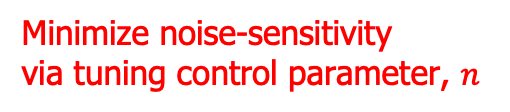 Minimize noise-sensitivity
via tuning control parameter, n